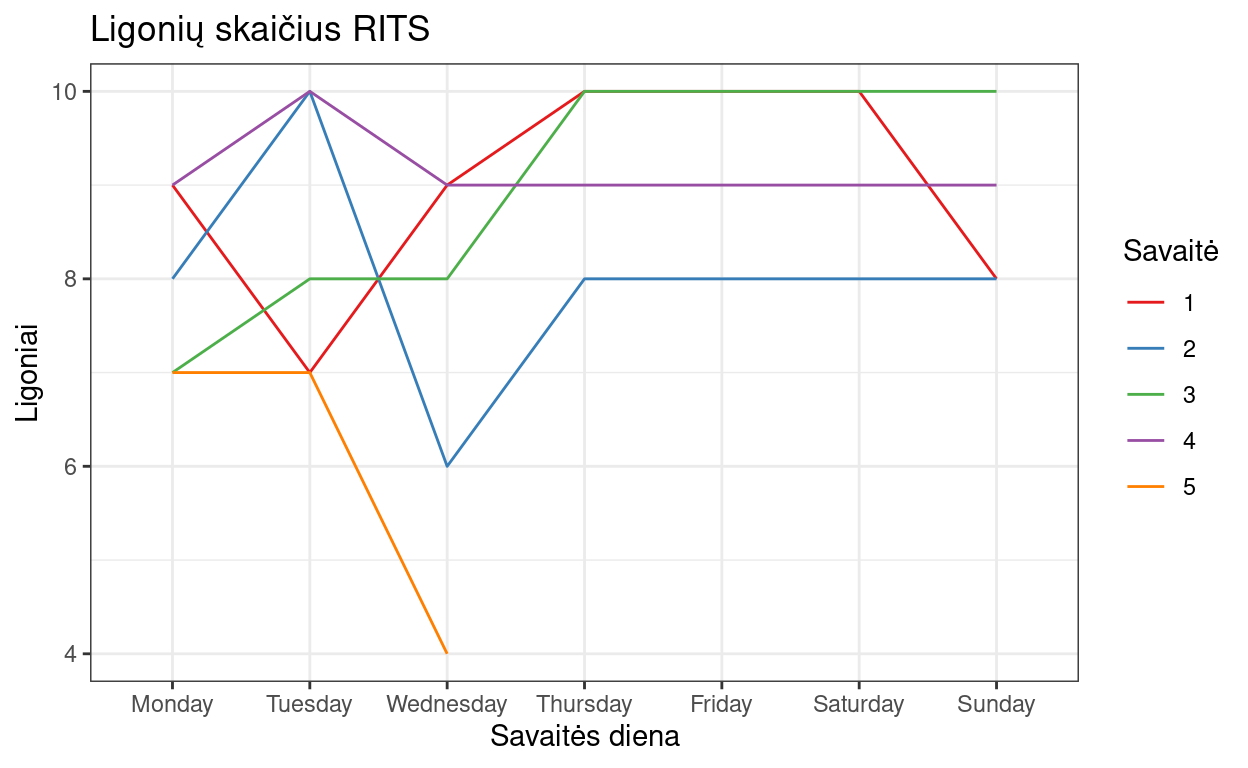 Ligonių skaičius RITS
10
8
6
4
Ligoniai
Monday Tuesday Wednesday Thursday Friday Saturday Sunday
Savaitės diena
Savaitė
1
2
3
4
5